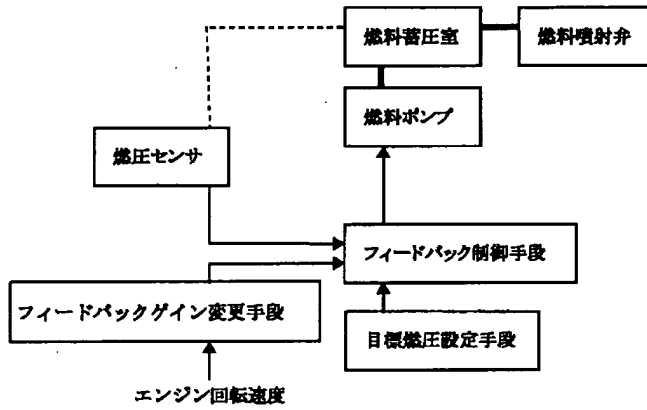 燃料蓄圧室
燃料噴射弁
燃料ポンプ
燃圧センサ
フィードバック制御手段
フィードバックゲイン変更手段
目標燃圧設定手段
エンジン回転速度